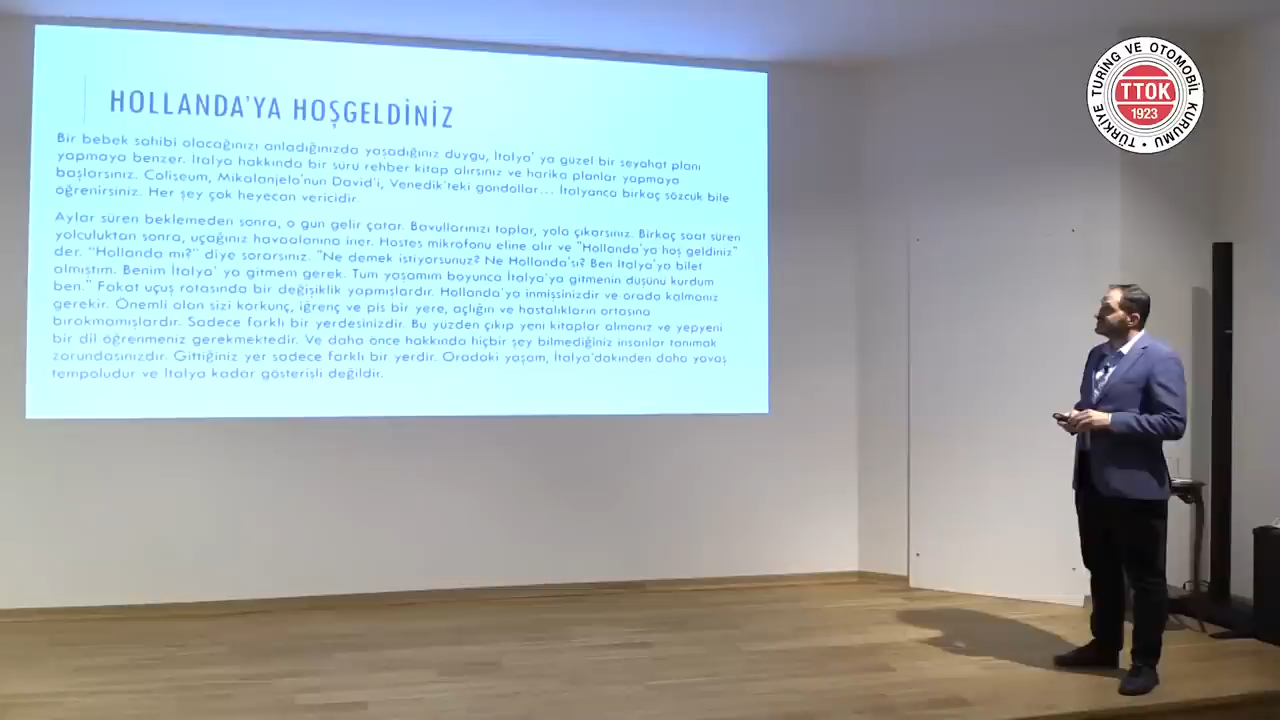 HOLLANDA'YA HOŞGELDİNİZ
Bir bebek sahibi olacağınızı anladığınızda yaşadığınız duygu, İtalya' ya güzel bir seyahat planı
yapmaya benzer. İtalya hakkında bir sürü rehber kitap alırsınız ve harika planlar yapmaya
başlarsınız. Coliseum, Mikalanjelo'nun David'i, Venedik'teki gondollar... İtalyanca birkaç sözcük bile
öğrenirsiniz. Her şey çok heyecan vericidir.
Aylar süren beklemeden sonra, o gün gelir çatar. Bavullarınızı toplar, yola çıkarsınız. Birkaç saat süren
yolculuktan sonra, uçağınız havaalanına iner. Hostes mikrofonu eline alır ve "Hollanda'ya hoş geldiniz"
der. "Hollanda mı?" diye sorarsınız. "Ne demek istiyorsunuz? Ne Hollanda'sı? Ben İtalya'ya bilet
almıştım. Benim İtalya' ya gitmem gerek. Tüm yaşamım boyunca İtalya'ya gitmenin düşünü kurdum
ben." Fakat uçuş rotasında bir değişiklik yapmışlardır. Hollanda'ya inmişsinizdir ve orada kalmanız
gerekir. Önemli olan sizi korkunç, iğrenç ve pis bir yere, açlığın ve hastalıkların ortasına
bırakmamışlardır. Sadece farklı bir yerdesinizdir. Bu yüzden çıkıp yeni kitaplar almanız ve yepyeni
bir dil öğrenmeniz gerekmektedir. Ve daha önce hakkında hiçbir şey bilmediğiniz insanlar tanımak
zorundasınızdır. Gittiğiniz yer sadece farklı bir yerdir. Oradaki yaşam, İtalya'dakinden daha yavaş
tempoludur ve İtalya kadar gösterişli değildir.
TÜRKİYE TURİNG VE OTOMOBİL KURUMU
TTOK
1923